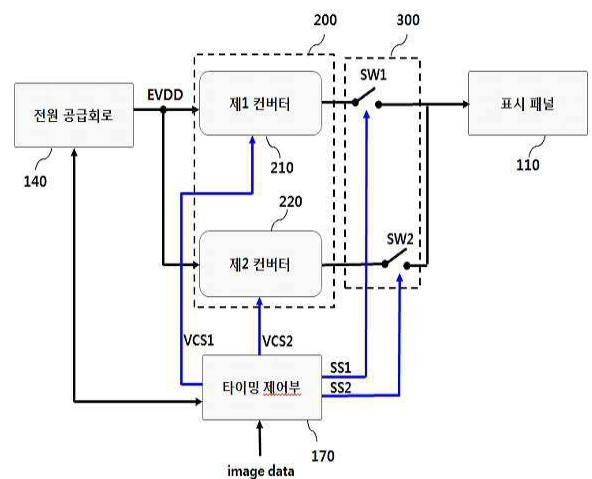 200
300
SW1
EVDD
전원 공급회로
제1 컨버터
표시 패널
140
210
110
220
SW2
제2 컨버터
VCS1
VCS2
SS1
SS2
타이밍 제어부
170
image data